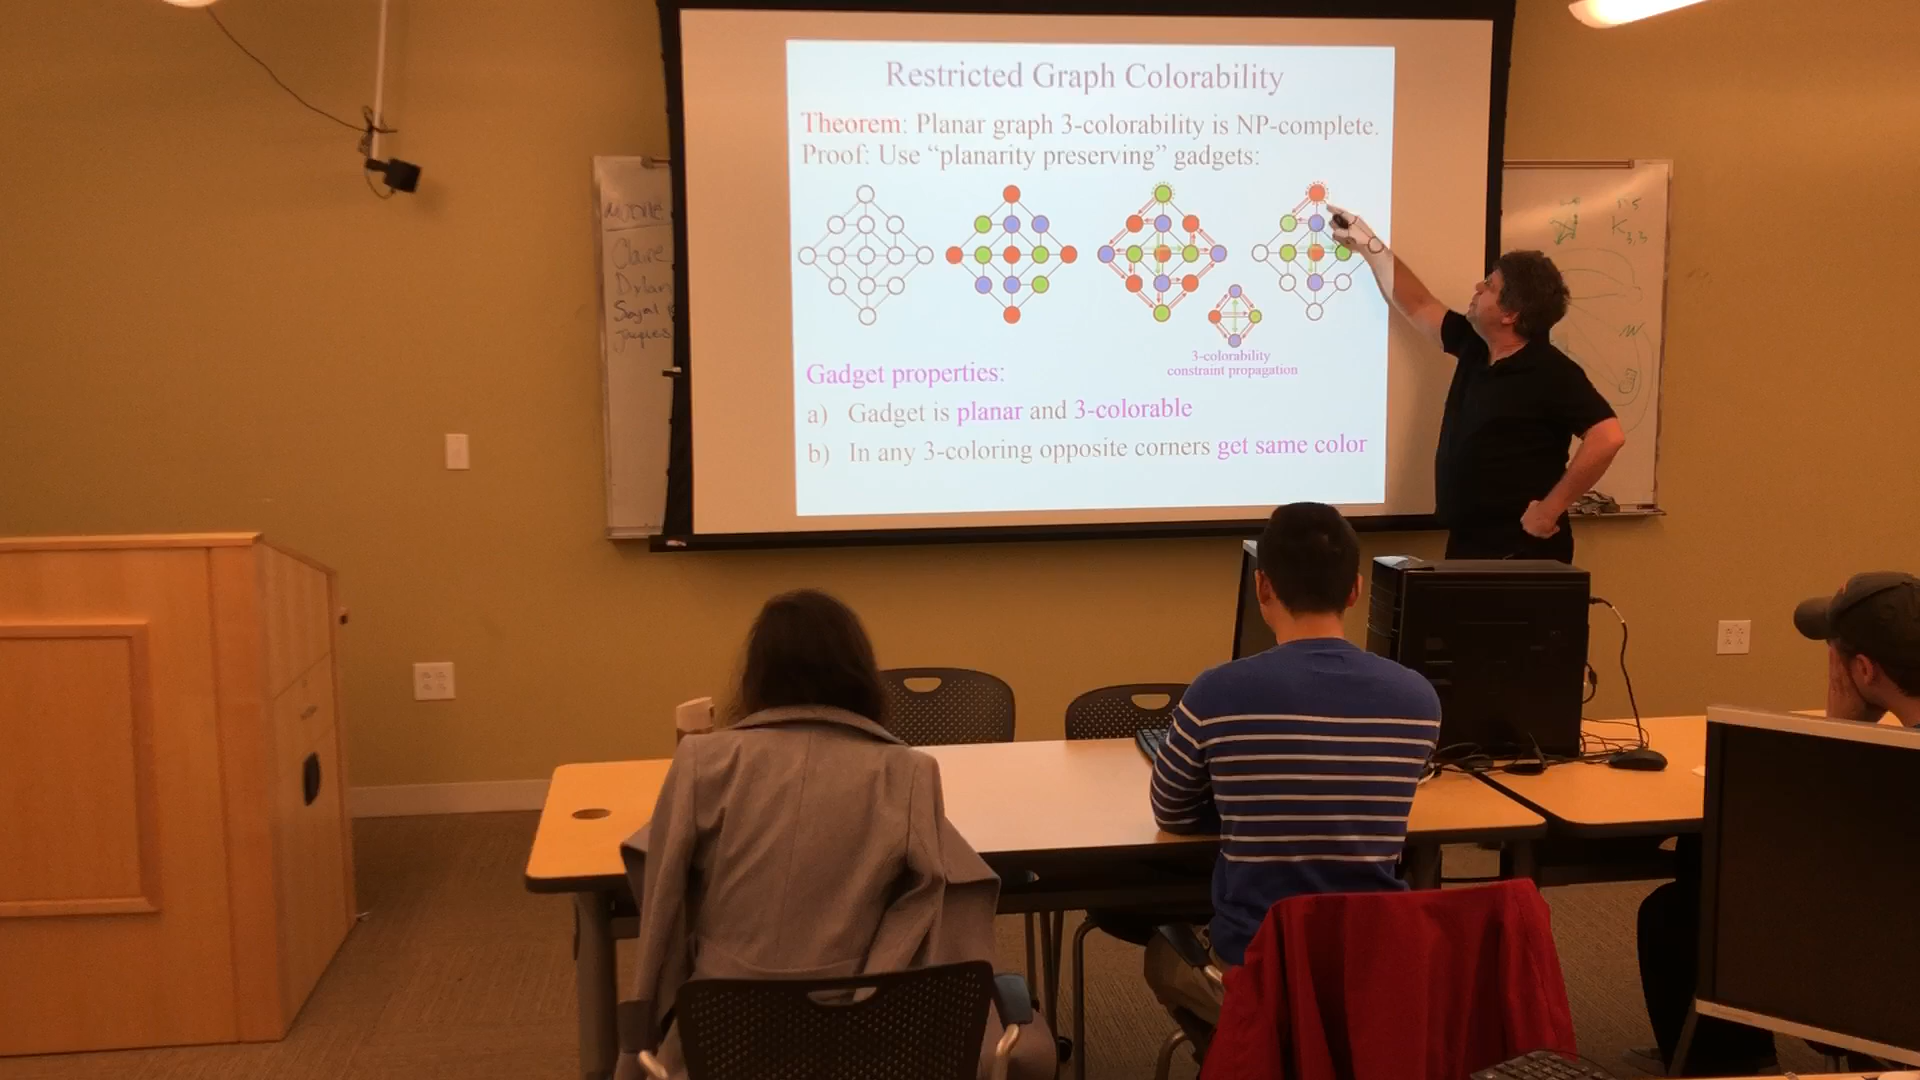 Restricted Graph Colorability
Theorem: Planar graph 3-colorability is NP-complete.
Proof: Use “planarity preserving” gadgets:
3-colorability
constraint propagation
Gadget properties:
a) Gadget is planar and 3-colorable
b) In any 3-coloring opposite corners get same color
Claire
Dylan
Jaques
K3,3